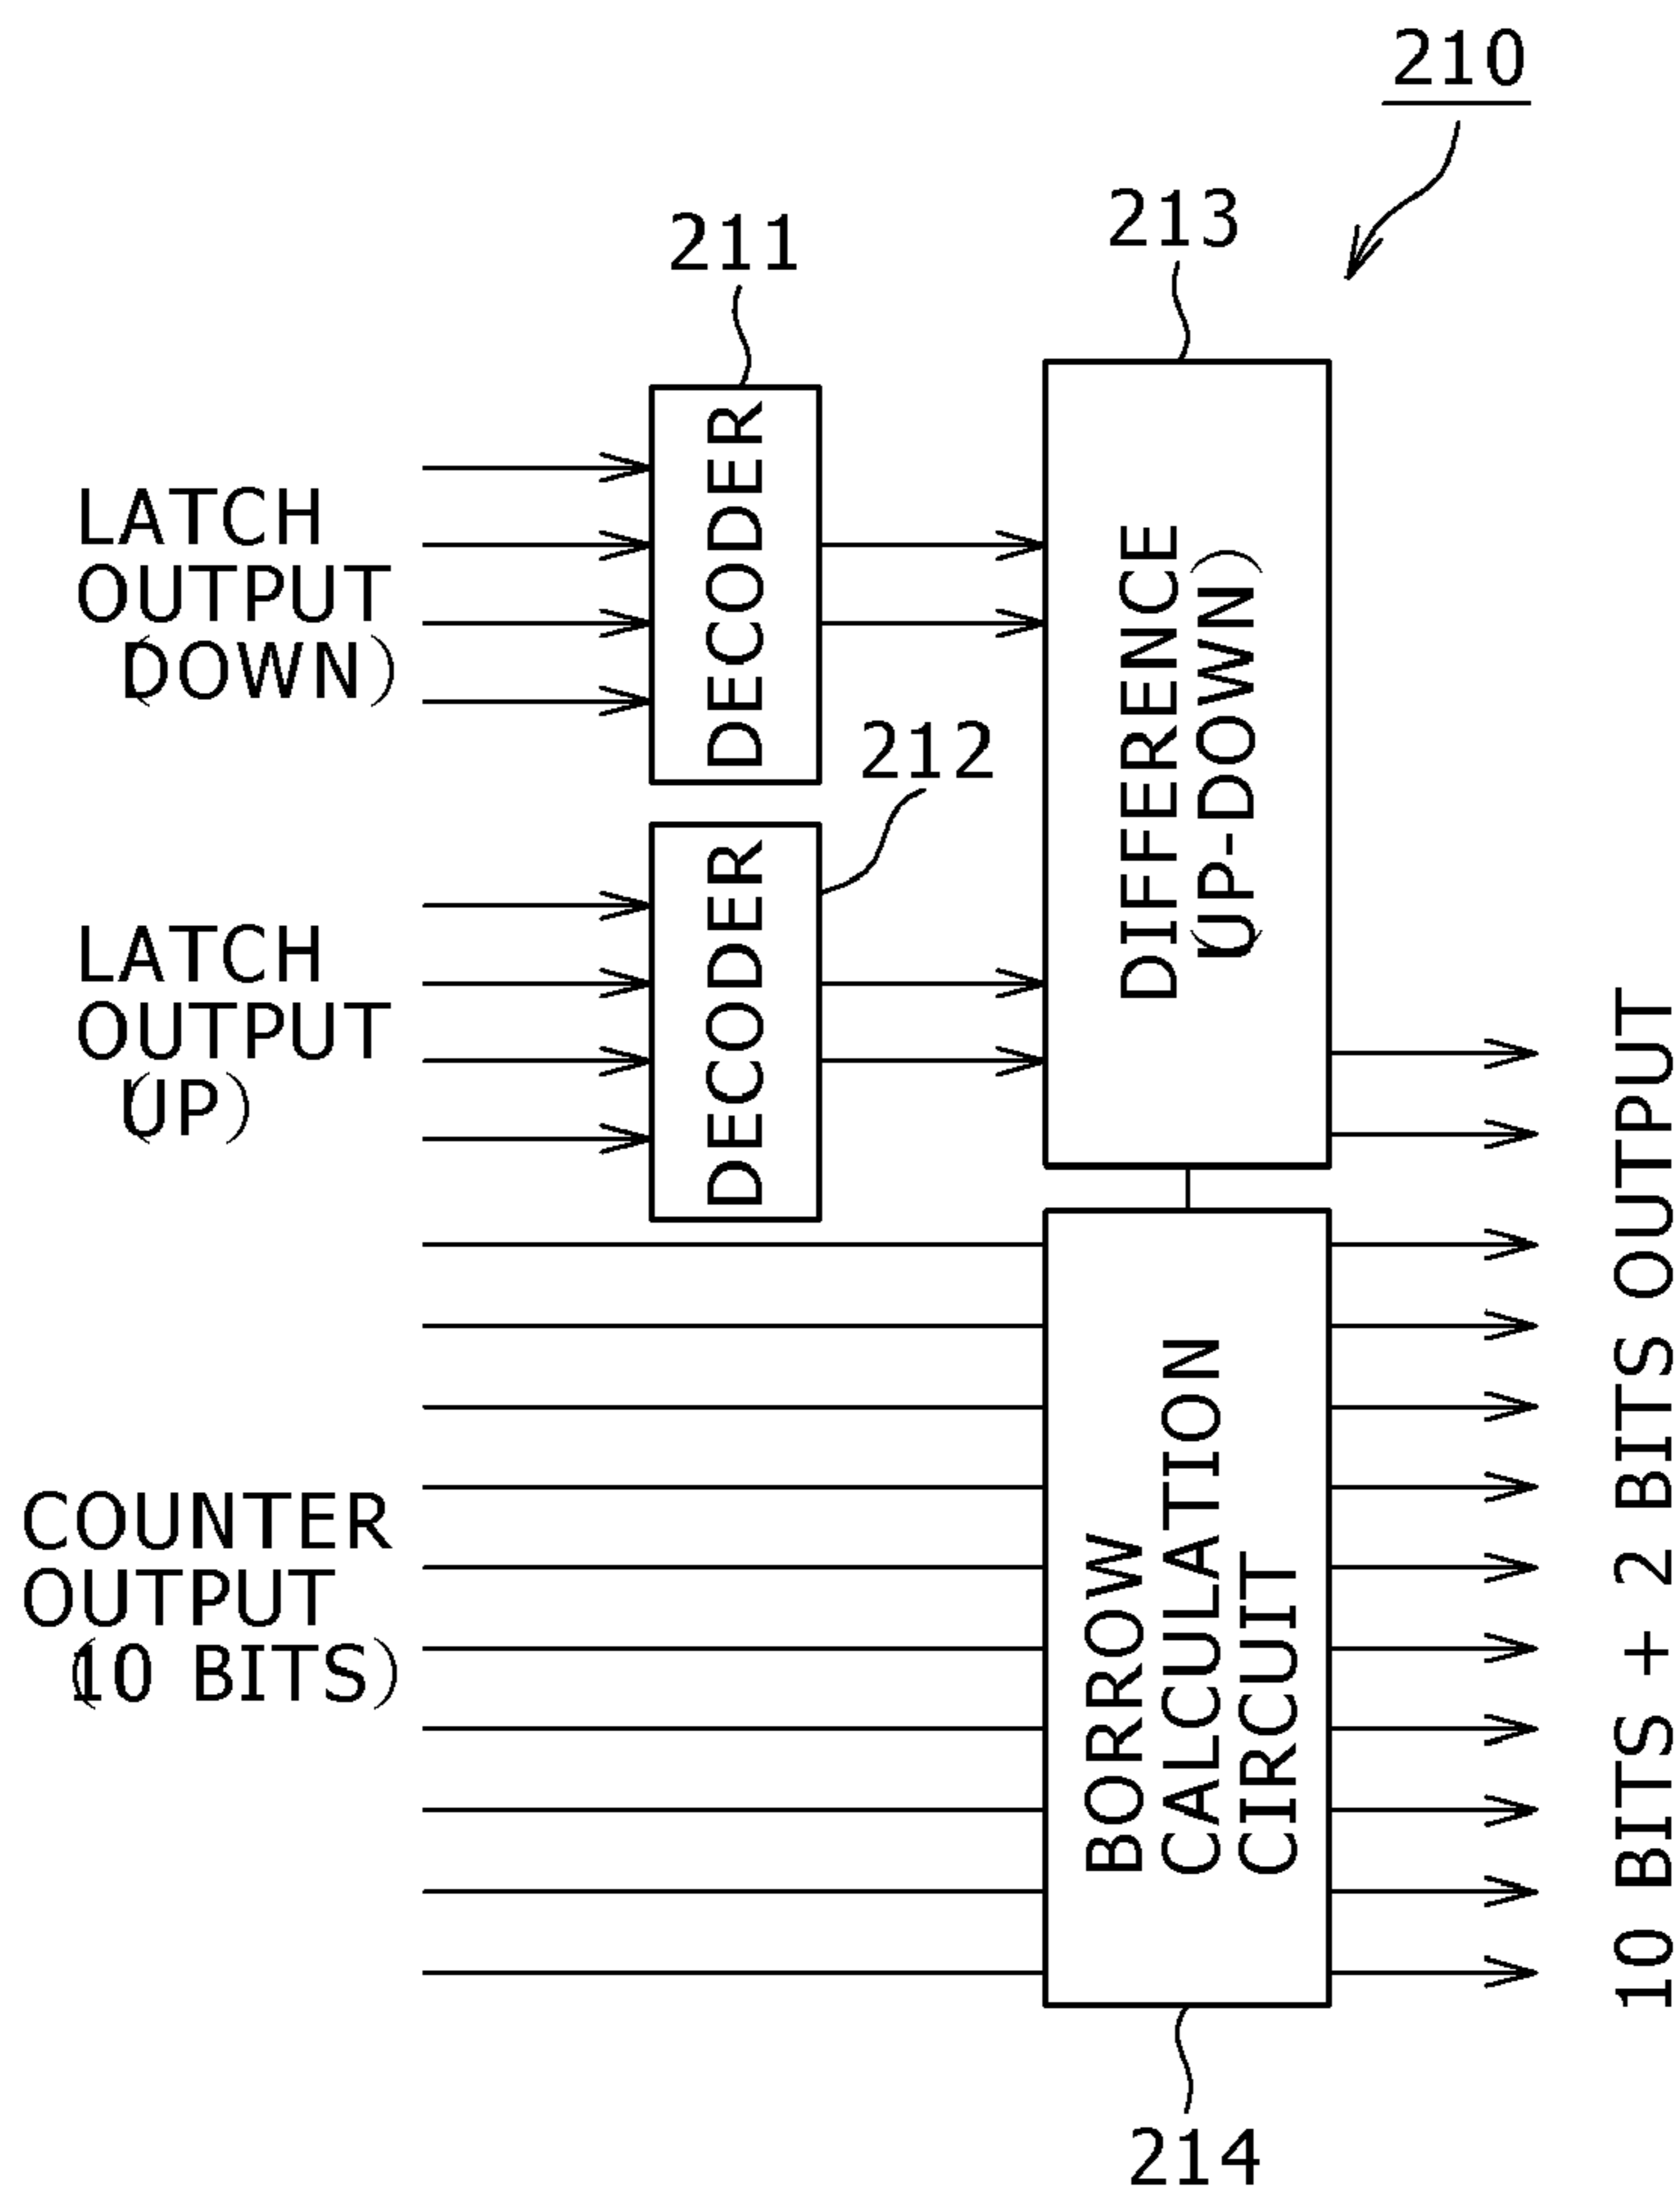 210
213
211
LATCH
OUTPUT
(DOWN)
DECODER
212
DIFFERENCE
(UP-DOWN)
LATCH
OUTPUT
(UP)
DECODER
COUNTER
OUTPUT
(10 BITS)
BORROW
CALCULATION
CIRCUIT
10 BITS + 2 BITS OUTPUT
214